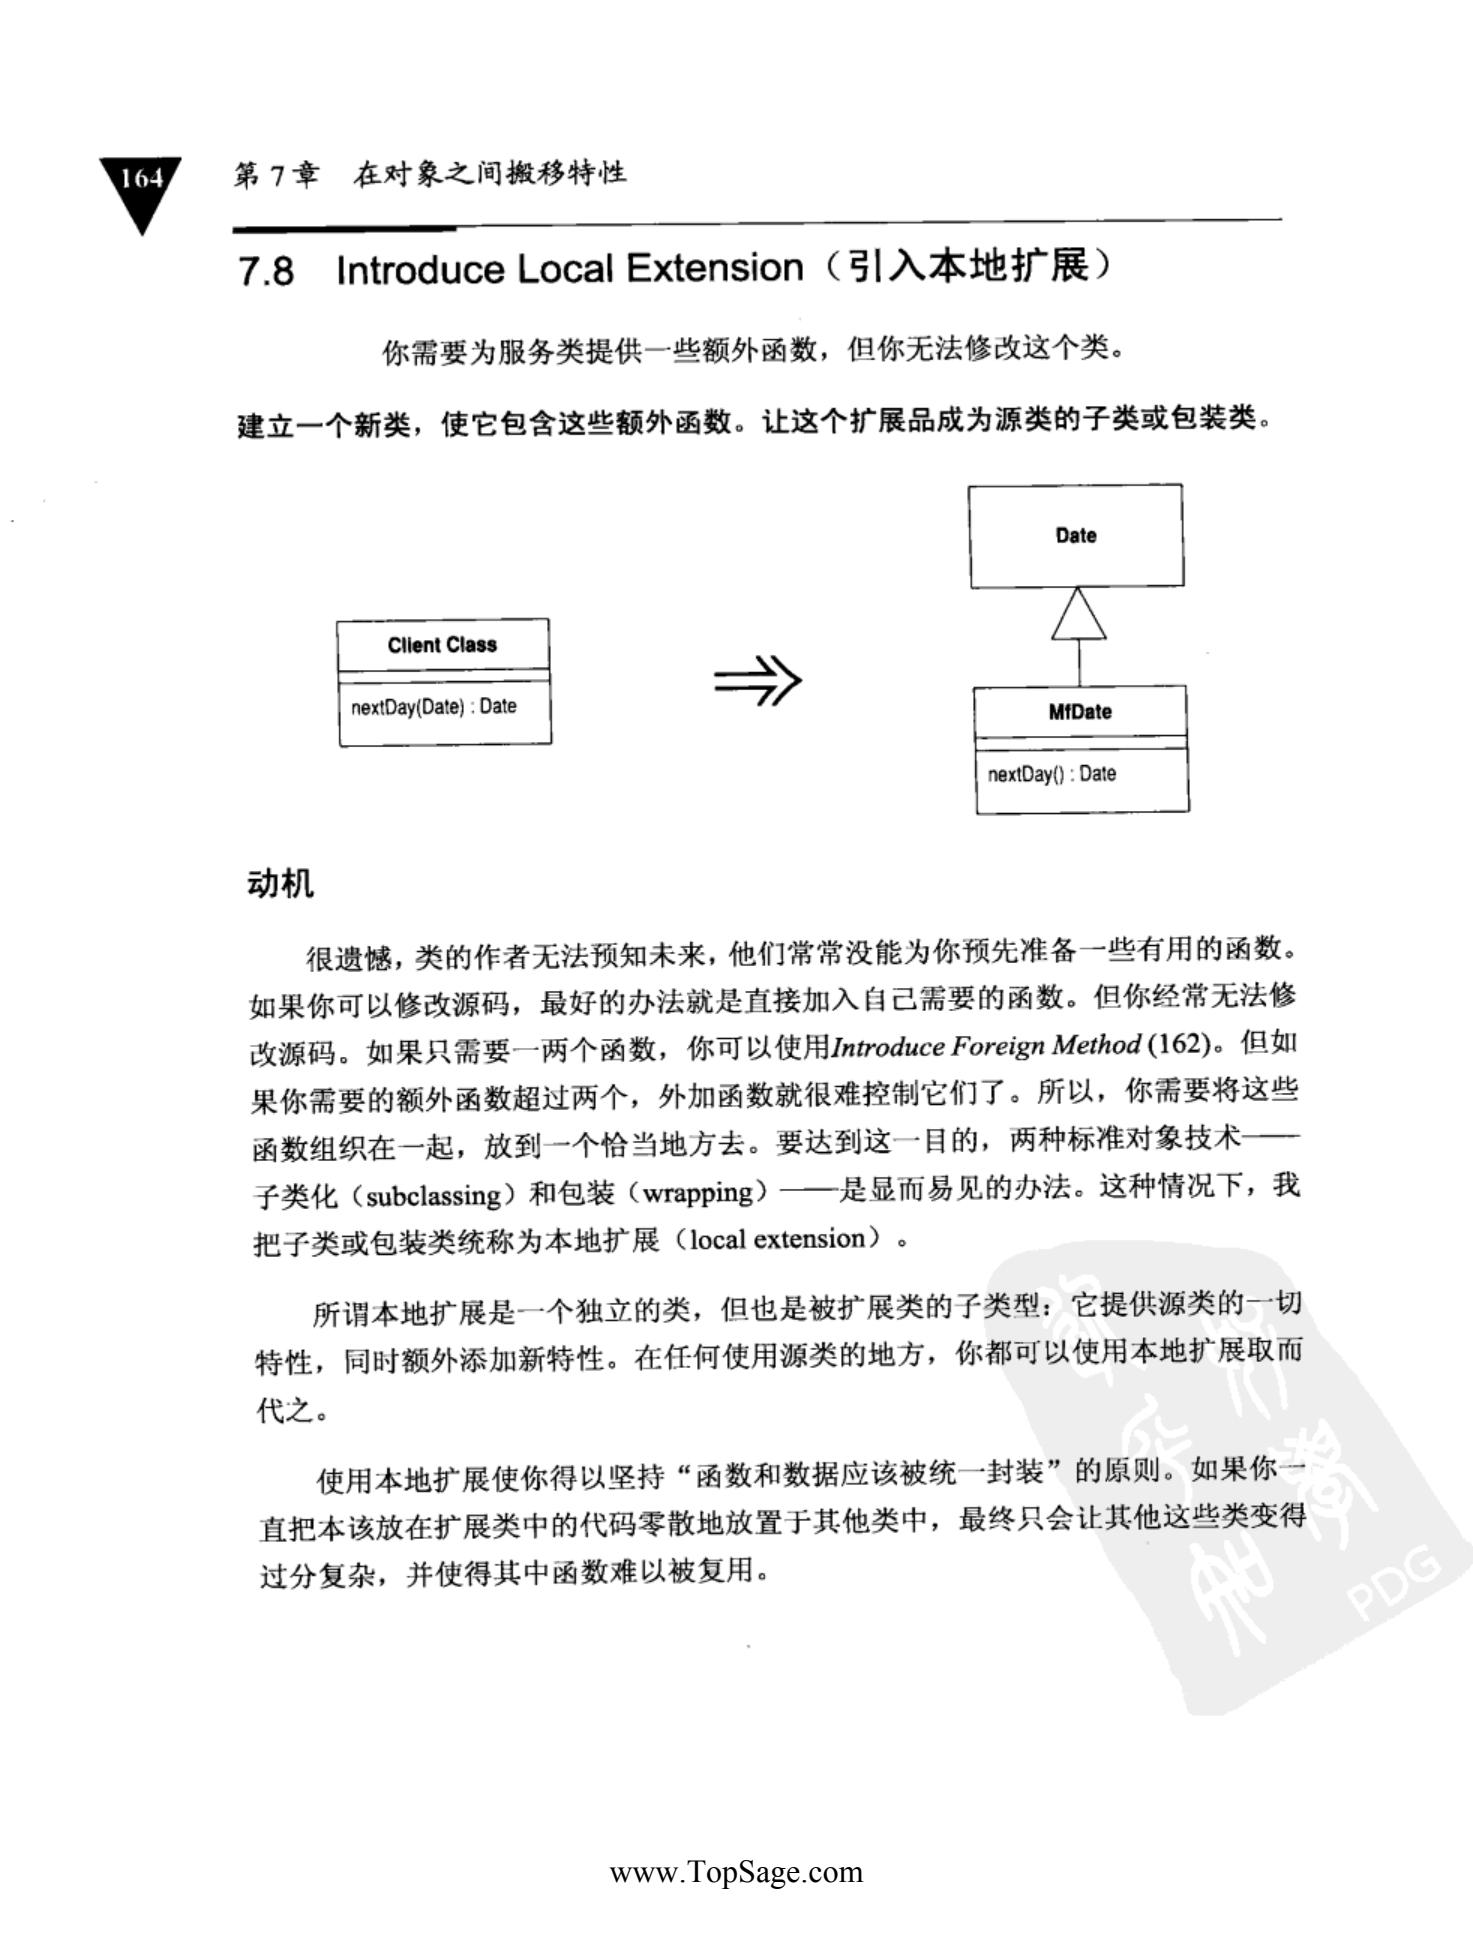 164
第 7 章 在对象之间搬移特性
7.8 Introduce Local Extension（引入本地扩展）
你需要为服务类提供一些额外函数，但你无法修改这个类。
建立一个新类，使它包含这些额外函数。让这个扩展品成为源类的子类或包装类。
Date
Client Class
nextDay(Date) : Date
MfDate
nextDay() : Date
动机
很遗憾，类的作者无法预知未来，他们常常没能为你预先准备一些有用的函数。
如果你可以修改源码，最好的办法就是直接加入自己需要的函数。但你经常无法修
改源码。如果只需要一两个函数，你可以使用Introduce Foreign Method (162)。但如
果你需要的额外函数超过两个，外加函数就很难控制它们了。所以，你需要将这些
函数组织在一起，放到一个恰当地方去。要达到这一目的，两种标准对象技术——
子类化（subclassing）和包装（wrapping）——是显而易见的办法。这种情况下，我
把子类或包装类统称为本地扩展（local extension）。
所谓本地扩展是一个独立的类，但也是被扩展类的子类型：它提供源类的一切
特性，同时额外添加新特性。在任何使用源类的地方，你都可以使用本地扩展取而
代之。
使用本地扩展使你得以坚持“函数和数据应该被统一封装”的原则。如果你一
直把本该放在扩展类中的代码零散地放置于其他类中，最终只会让其他这些类变得
过分复杂，并使得其中函数难以被复用。
PDG
www.TopSage.com